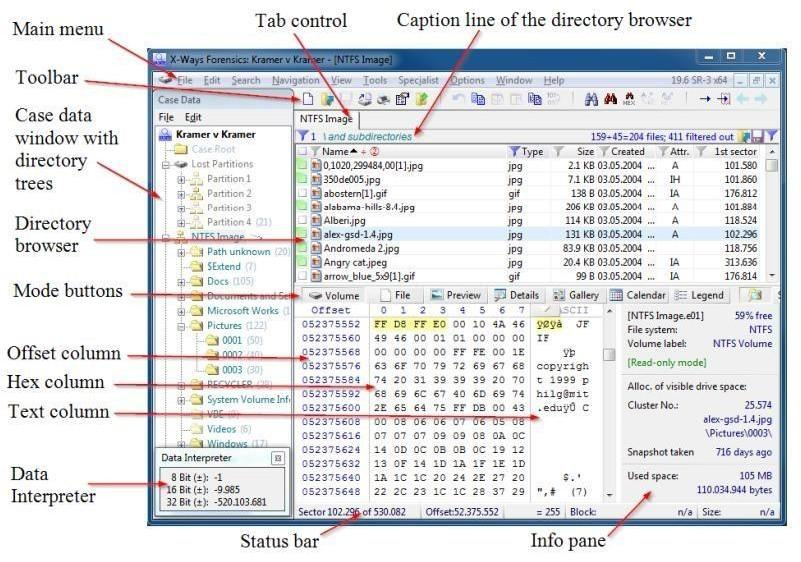 Main menu
Tab control
Caption line of the directory browser
Toolbar
Case data
window with
directory
trees
Directory
browser
Mode buttons
Offset column
Hex column
Text column
Data
Interpreter
Status bar
Info pane
X-Ways Forensics: Kramer v Kramer - [NTFS Image]
File Edit Search Navigation View Tools Specialist Options Window Help 19.6 SR-3 x64
Case Data
File Edit
Kramer v Kramer
Case Root
Lost Partitions
Partition 1
Partition 2
Partition 3
Partition 4 (21)
NTFS Image
Path unknown (20)
$Extend (7)
Docs (105)
Documents and Se
Microsoft Works (
Pictures (122)
0001 (50)
0002 (40)
0003 (30)
RECYCLER (28)
System Volume Info
VBE (8)
Videos (6)
Windows (17)
Data Interpreter
8 Bit (±): -1
16 Bit (±): -9.985
32 Bit (±): -520.103.681
NTFS Image
1 \ and subdirectories 159+45=204 files; 411 filtered out
Name Type Size Created Attr. 1st sector
0,1020,299484,00[1].jpg jpg 2.1 KB 03.05.2004 ... A 101.580
350de005.jpg jpg 7.1 KB 03.05.2004 ... IH 101.860
abostern[1].gif gif 138 B 03.05.2004 ... IA 176.812
alabama-hills-8.4.jpg jpg 206 KB 03.05.2004 ... A 101.884
Alberi.jpg jpg 114 KB 03.05.2004 ... A 118.524
alex-gsd-1.4.jpg jpg 131 KB 03.05.2004 ... A 102.296
Andromeda 2.jpg jpg 83.9 KB 03.05.2004 ... 118.756
Angry cat.jpeg jpg 20.4 KB 03.05.2004 ... IA 313.636
arrow_blue_5x9[1].gif gif 99 B 03.05.2004 ... IA 176.814
Volume File Preview Details Gallery Calendar Legend
Offset 0 1 2 3 4 5 6 7 ASCII
052375552 FF D8 FF E0 00 10 4A 46 ÿØÿà JF
052375560 49 46 00 01 01 00 00 00 IF
052375568 00 00 00 00 FF FE 00 1E ÿþ
052375576 63 6F 70 79 72 69 67 68 copyrigh
052375584 74 20 31 39 39 39 20 70 t 1999 p
052375592 68 69 6C 67 40 6D 69 74 hilg@mit
052375600 2E 65 64 75 FF DB 00 43 .eduÿÛ C
052375608 00 08 06 06 07 06 05 08
052375616 07 07 07 09 09 08 0A 0C
052375624 14 0D 0C 0B 0B 0C 19 12
052375632 13 0F 14 1D 1A 1F 1E 1D
052375640 1A 1C 1C 20 24 2E 27 20 $.'
052375648 22 2C 23 1C 1C 28 37 29 ",# (7)
[NTFS Image.e01] 59% free
File system: NTFS
Volume label: NTFS Volume
[Read-only mode]
Alloc. of visible drive space:
Cluster No.: 25.574
alex-gsd-1.4.jpg
\Pictures\0003\
Snapshot taken 716 days ago
Used space: 105 MB
110.034.944 bytes
Sector 102.296 of 530.082 Offset: 52.375.552 = 255 Block: n/a Size: n/a